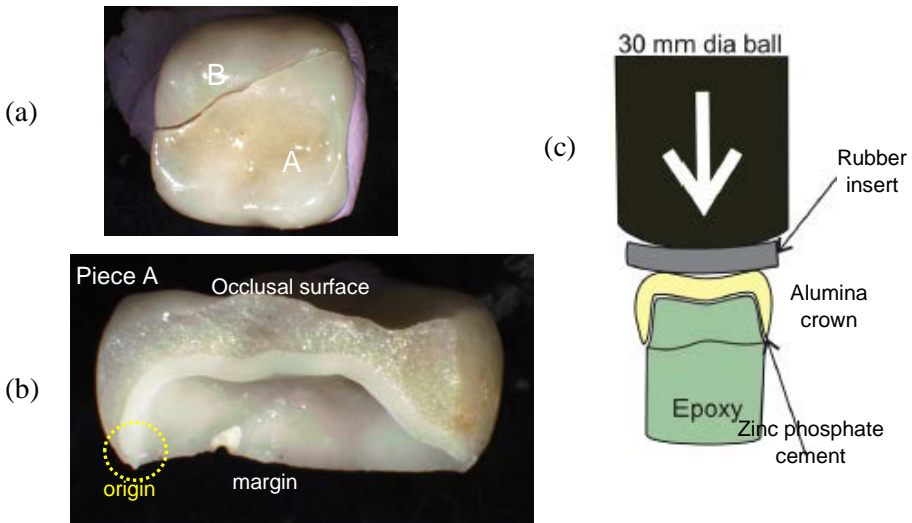 (a)
B
A
(b)
Piece A
Occlusal surface
origin
margin
(c)
30 mm dia ball
Rubber
insert
Alumina
crown
Epoxy
Zinc phosphate
cement